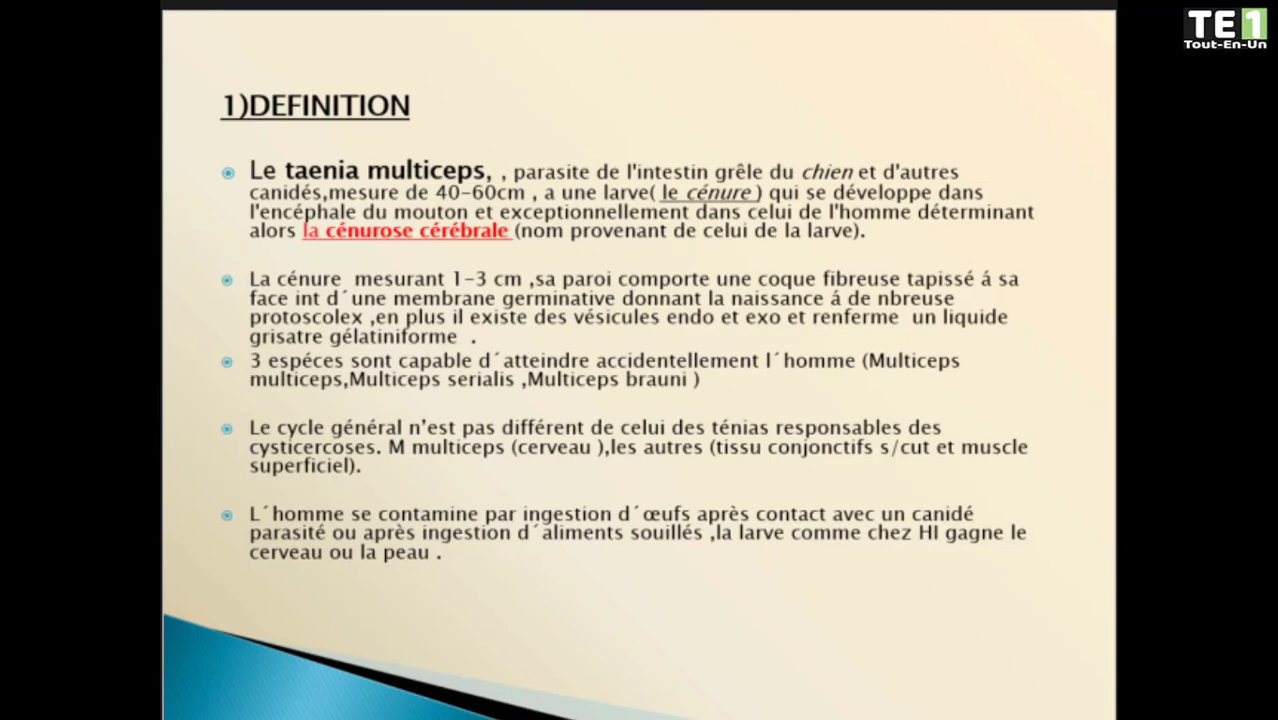 TE1
Tout-En-Un
1)DEFINITION
Le taenia multiceps, , parasite de l'intestin grêle du chien et d'autres
canidés,mesure de 40-60cm , a une larve( le cénure ) qui se développe dans
l'encéphale du mouton et exceptionnellement dans celui de l'homme déterminant
alors la cénurose cérébrale (nom provenant de celui de la larve).
La cénure mesurant 1-3 cm ,sa paroi comporte une coque fibreuse tapissé á sa
face int d´une membrane germinative donnant la naissance á de nbreuse
protoscolex ,en plus il existe des vésicules endo et exo et renferme un liquide
grisatre gélatiniforme .
3 espéces sont capable d´atteindre accidentellement l´homme (Multiceps
multiceps,Multiceps serialis ,Multiceps brauni )
Le cycle général n’est pas différent de celui des ténias responsables des
cysticercoses. M multiceps (cerveau ),les autres (tissu conjonctifs s/cut et muscle
superficiel).
L´homme se contamine par ingestion d´œufs après contact avec un canidé
parasité ou après ingestion d´aliments souillés ,la larve comme chez HI gagne le
cerveau ou la peau .